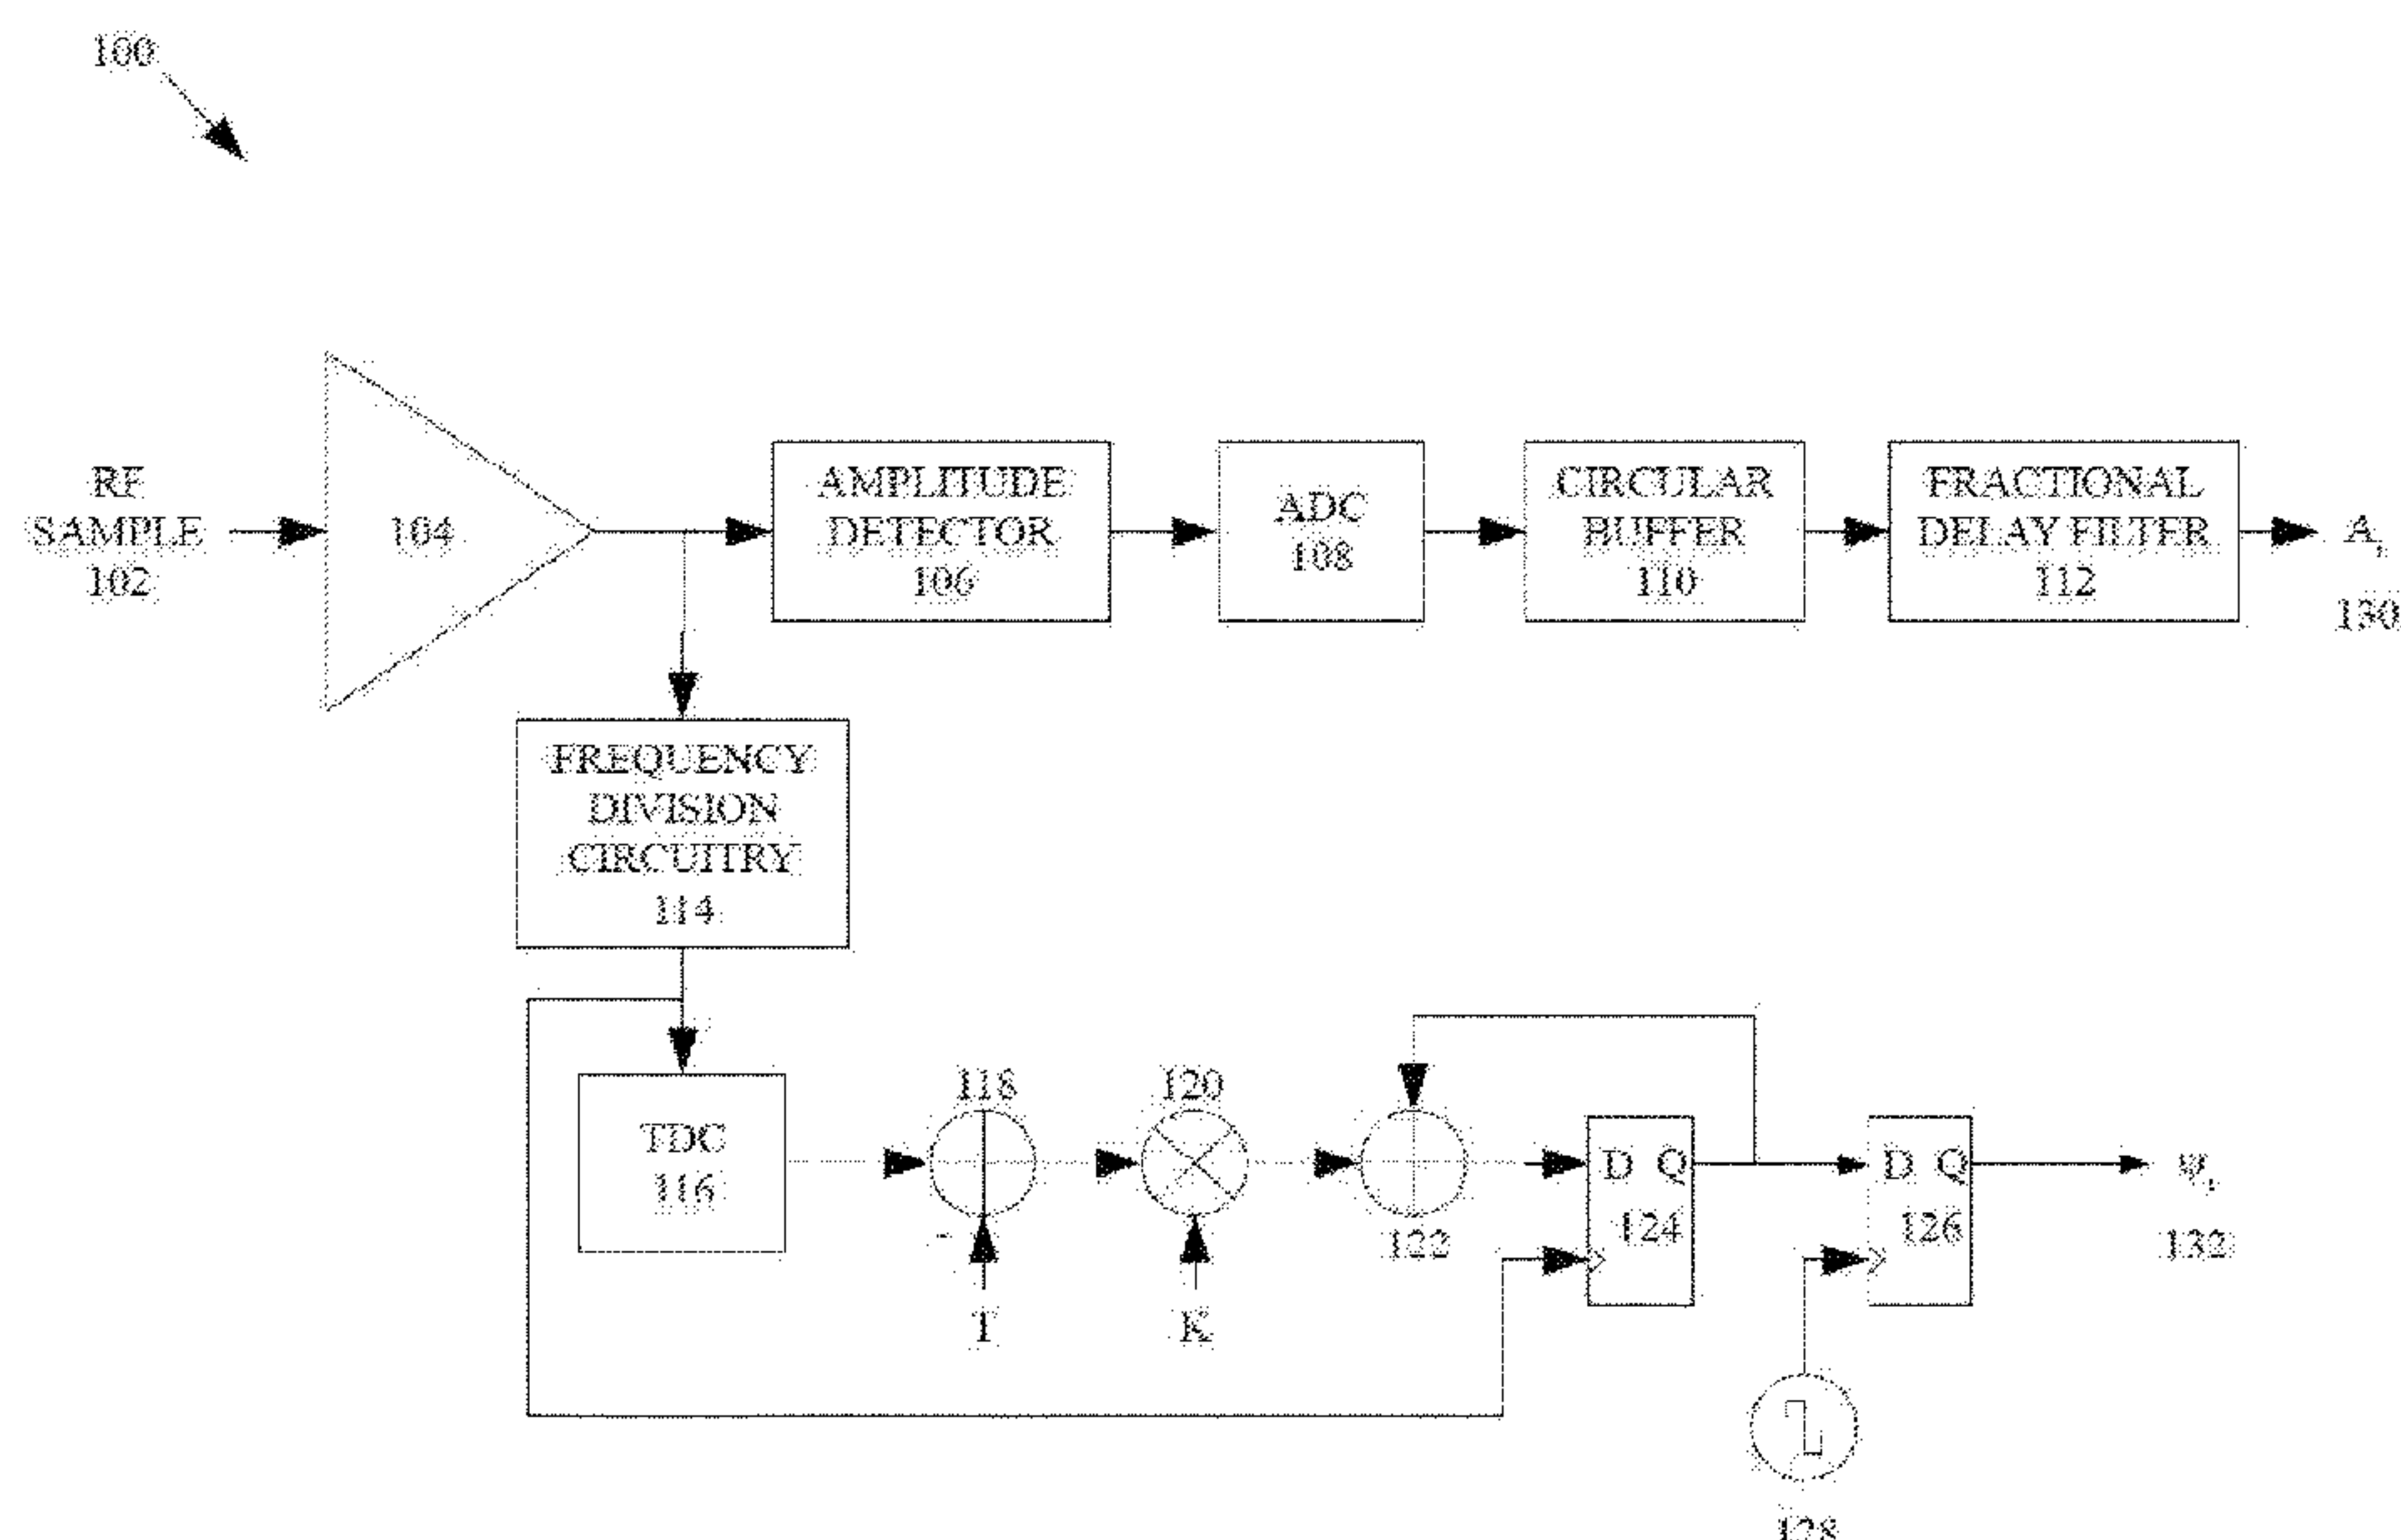 100
RF
SAMPLE
102
104
AMPLITUDE
DETECTOR
106
ADC
108
CIRCULAR
BUFFER
110
FRACTIONAL
DELAY FILTER
112
A,
130
FREQUENCY
DIVISION
CIRCUITRY
114
TDC
116
118
-
T
120
K
122
D Q
124
D Q
126
128
132